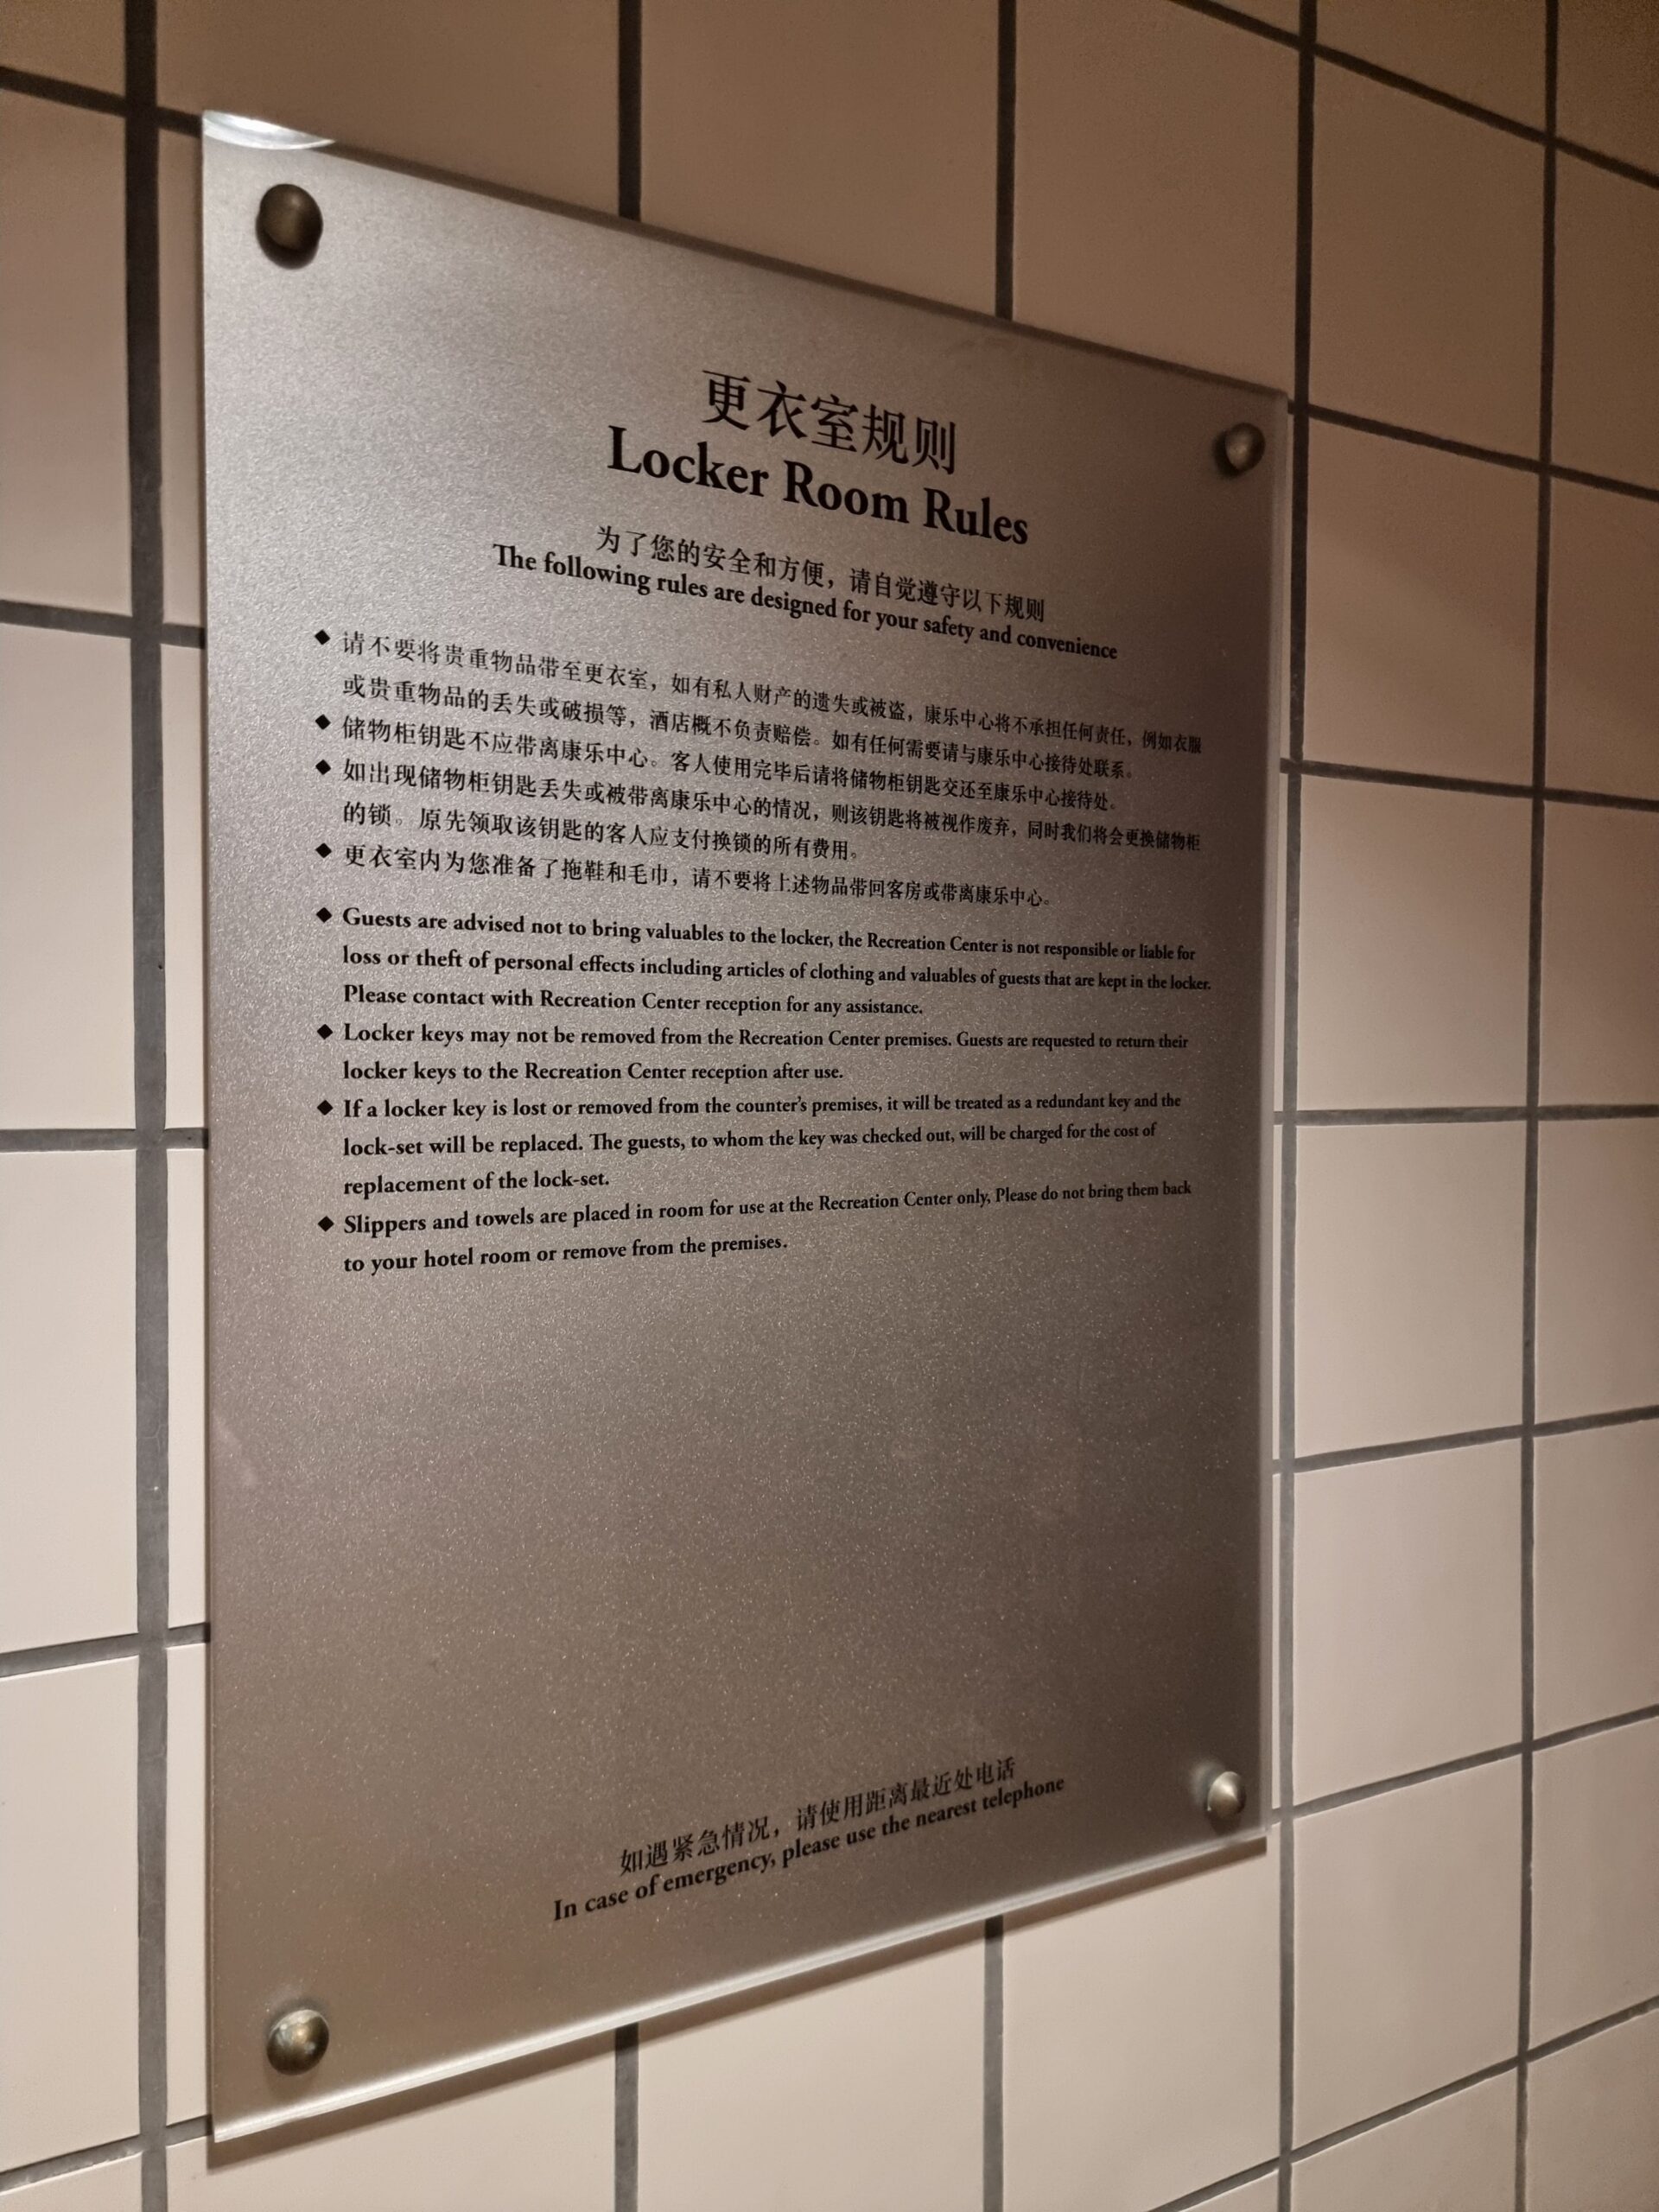 更衣室规则
Locker Room Rules
为了您的安全和方便，请自觉遵守以下规则
The following rules are designed for your safety and convenience
◆ 请不要将贵重物品带至更衣室，如有私人财产的遗失或被盗，康乐中心将不承担任何责任，例如衣服
或贵重物品的丢失或破损等，酒店概不负责赔偿。如有任何需要请与康乐中心接待处联系。
◆ 储物柜钥匙不应带离康乐中心。客人使用完毕后请将储物柜钥匙交还至康乐中心接待处。
◆ 如出现储物柜钥匙丢失或被带离康乐中心的情况，则该钥匙将被视作废弃，同时我们将会更换储物柜
的锁。原先领取该钥匙的客人应支付换锁的所有费用。
◆ 更衣室内为您准备了拖鞋和毛巾，请不要将上述物品带回客房或带离康乐中心。
◆ Guests are advised not to bring valuables to the locker, the Recreation Center is not responsible or liable for
loss or theft of personal effects including articles of clothing and valuables of guests that are kept in the locker.
Please contact with Recreation Center reception for any assistance.
◆ Locker keys may not be removed from the Recreation Center premises. Guests are requested to return their
locker keys to the Recreation Center reception after use.
◆ If a locker key is lost or removed from the counter's premises, it will be treated as a redundant key and the
lock-set will be replaced. The guests, to whom the key was checked out, will be charged for the cost of
replacement of the lock-set.
◆ Slippers and towels are placed in room for use at the Recreation Center only, Please do not bring them back
to your hotel room or remove from the premises.
如遇紧急情况，请使用距离最近处电话
In case of emergency, please use the nearest telephone